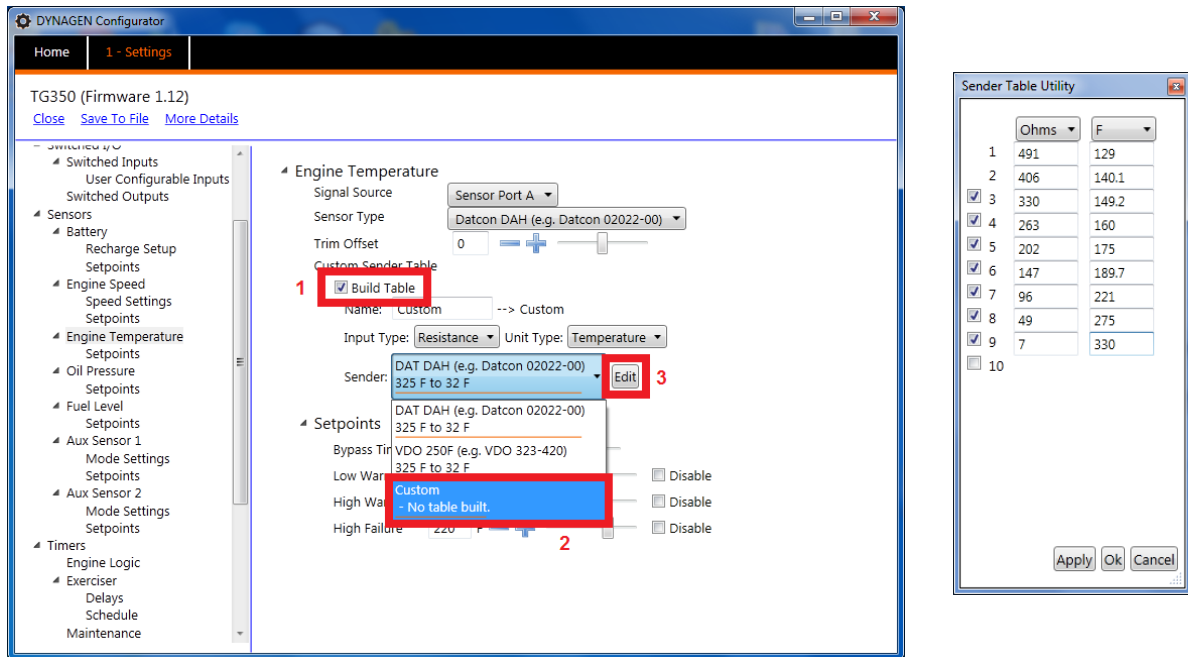 DYNAGEN Configurator
Home 1 - Settings
TG350 (Firmware 1.12)
Close Save To File More Details
Switched I/O
Switched Inputs
User Configurable Inputs
Switched Outputs
Sensors
Battery
Recharge Setup
Setpoints
Engine Speed
Speed Settings
Setpoints
Engine Temperature
Setpoints
Oil Pressure
Setpoints
Fuel Level
Setpoints
Aux Sensor 1
Mode Settings
Setpoints
Aux Sensor 2
Mode Settings
Setpoints
Timers
Engine Logic
Exerciser
Delays
Schedule
Maintenance
Engine Temperature
Signal Source Sensor Port A
Sensor Type Datcon DAH (e.g. Datcon 02022-00)
Trim Offset 0
Custom Sender Table
1 Build Table
Name: Custom --> Custom
Input Type: Resistance Unit Type: Temperature
Sender: DAT DAH (e.g. Datcon 02022-00)
325 F to 32 F
Edit 3
DAT DAH (e.g. Datcon 02022-00)
325 F to 32 F
VDO 250F (e.g. VDO 323-420)
325 F to 32 F
Custom
- No table built.
2
Setpoints
Bypass Tim
Low War Disable
High Wa Disable
High Failure 220 F Disable
Sender Table Utility
Ohms F
1 491 129
2 406 140.1
3 330 149.2
4 263 160
5 202 175
6 147 189.7
7 96 221
8 49 275
9 7 330
10
Apply Ok Cancel